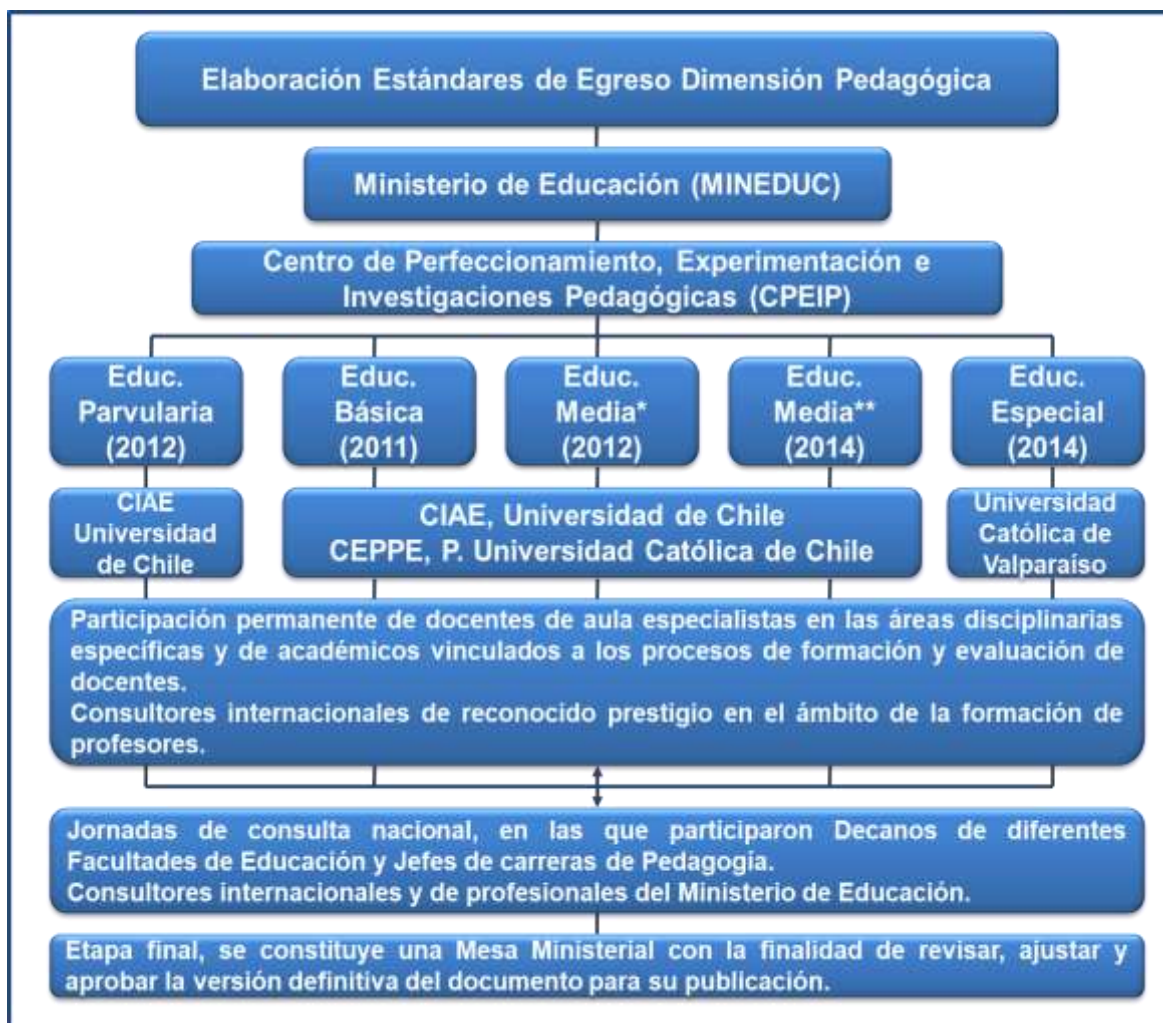 Elaboración Estándares de Egreso Dimensión Pedagógica
Ministerio de Educación (MINEDUC)
Centro de Perfeccionamiento, Experimentación e
Investigaciones Pedagógicas (CPEIP)
Educ.
Parvularia
(2012)
Educ.
Básica
(2011)
Educ.
Media*
(2012)
Educ.
Media**
(2014)
Educ.
Especial
(2014)
CIAE
Universidad
de Chile
CIAE, Universidad de Chile
CEPPE, P. Universidad Católica de Chile
Universidad
Católica de
Valparaíso
Participación permanente de docentes de aula especialistas en las áreas disciplinarias
específicas y de académicos vinculados a los procesos de formación y evaluación de
docentes.
Consultores internacionales de reconocido prestigio en el ámbito de la formación de
profesores.
Jornadas de consulta nacional, en las que participaron Decanos de diferentes
Facultades de Educación y Jefes de carreras de Pedagogía.
Consultores internacionales y de profesionales del Ministerio de Educación.
Etapa final, se constituye una Mesa Ministerial con la finalidad de revisar, ajustar y
aprobar la versión definitiva del documento para su publicación.